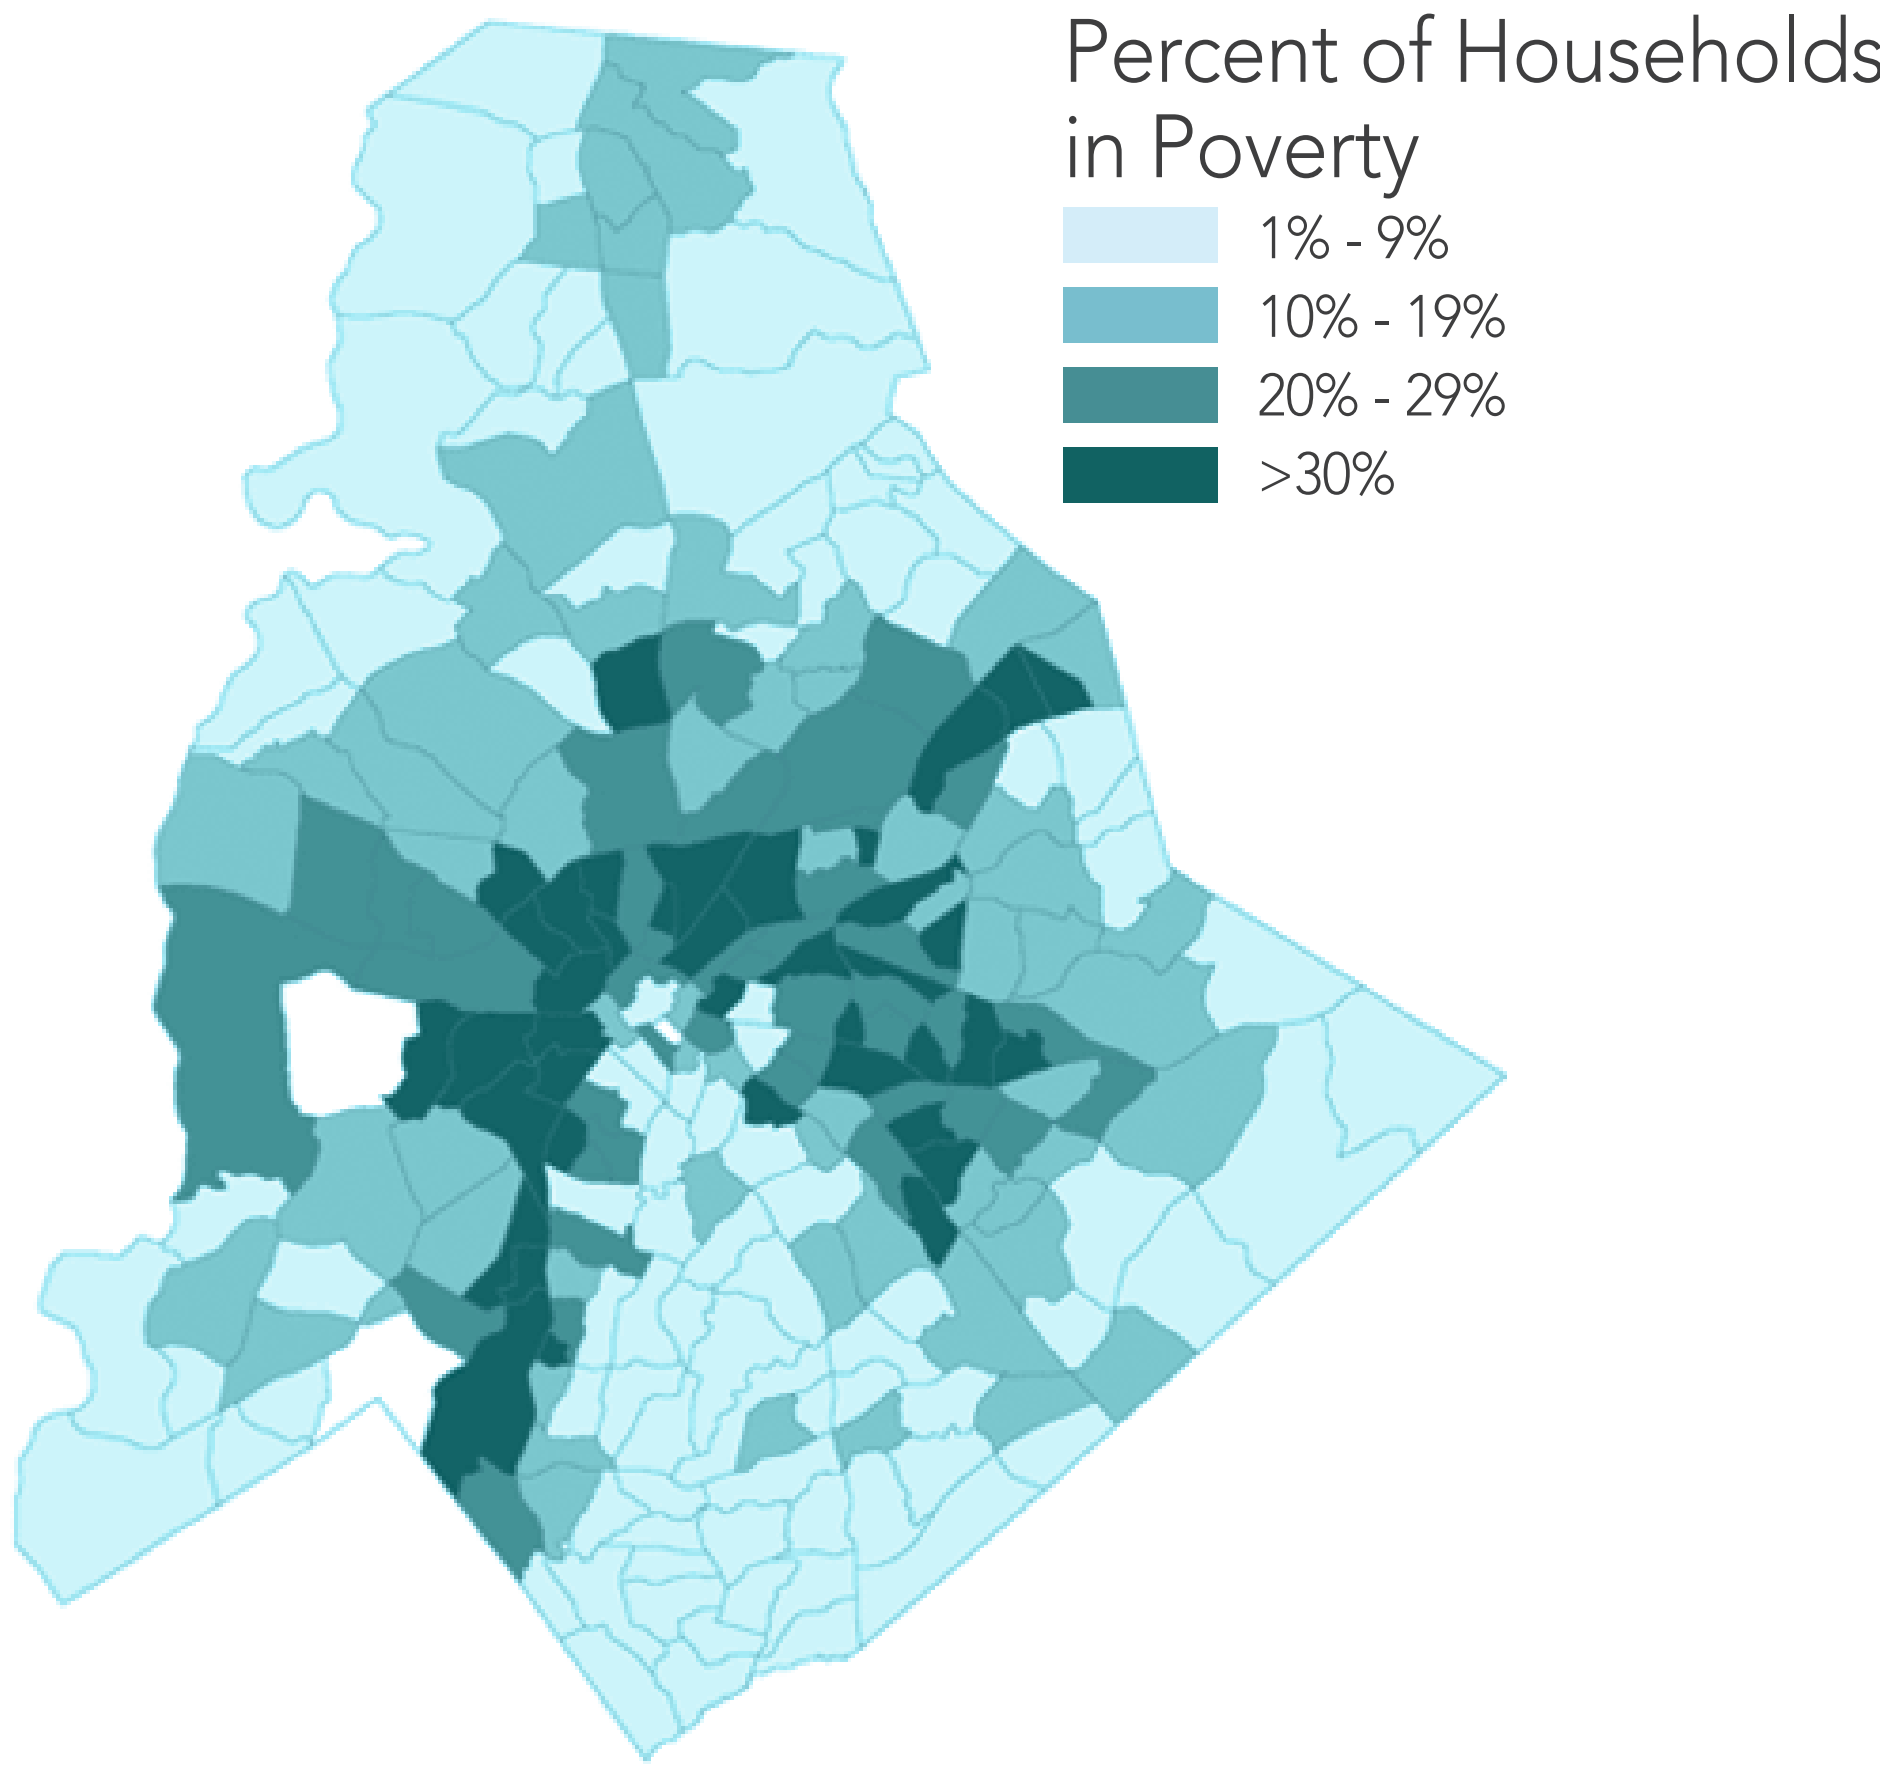 Percent of Households
in Poverty
1% - 9%
10% - 19%
20% - 29%
>30%